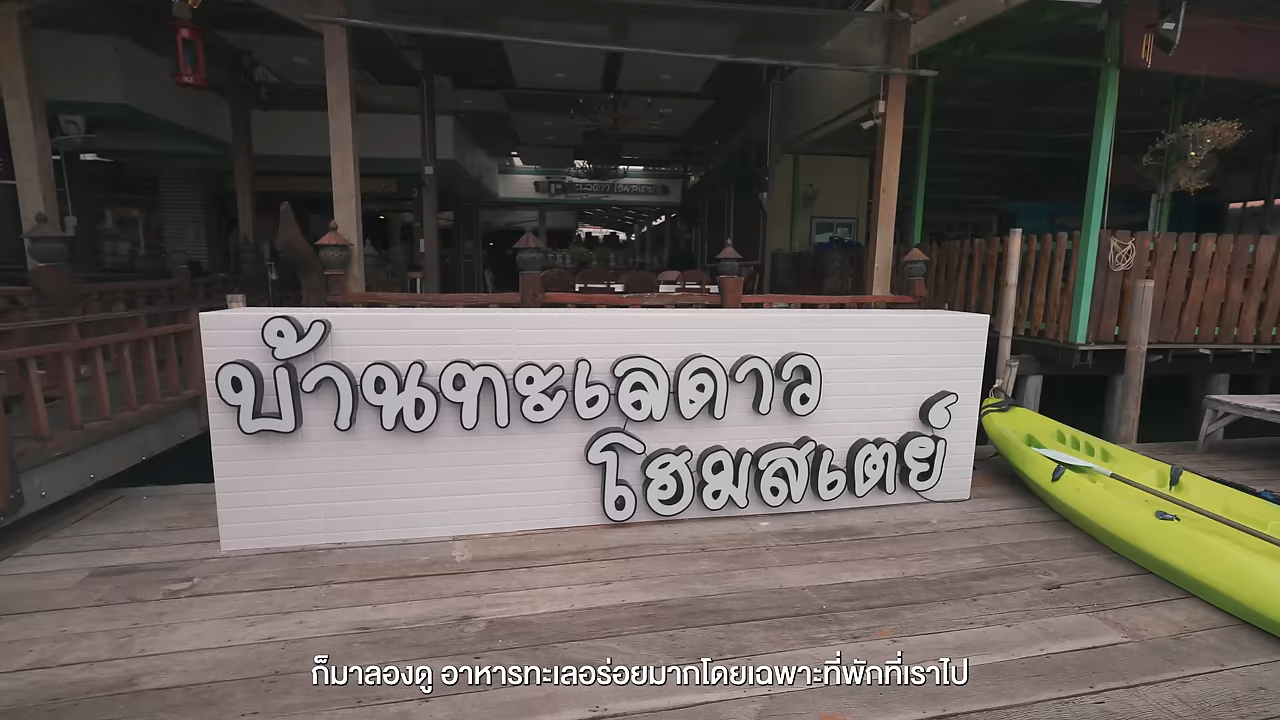 บ้านทะเลดาว
โฮมสเตย์
ก็มาลองดู อาหารทะเลอร่อยมากโดยเฉพาะที่พักที่เราไป